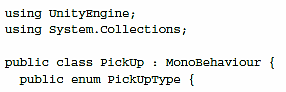 using UnityEngine;
using System.Collections;
public class PickUp : MonoBehaviour {
public enum PickUpType {